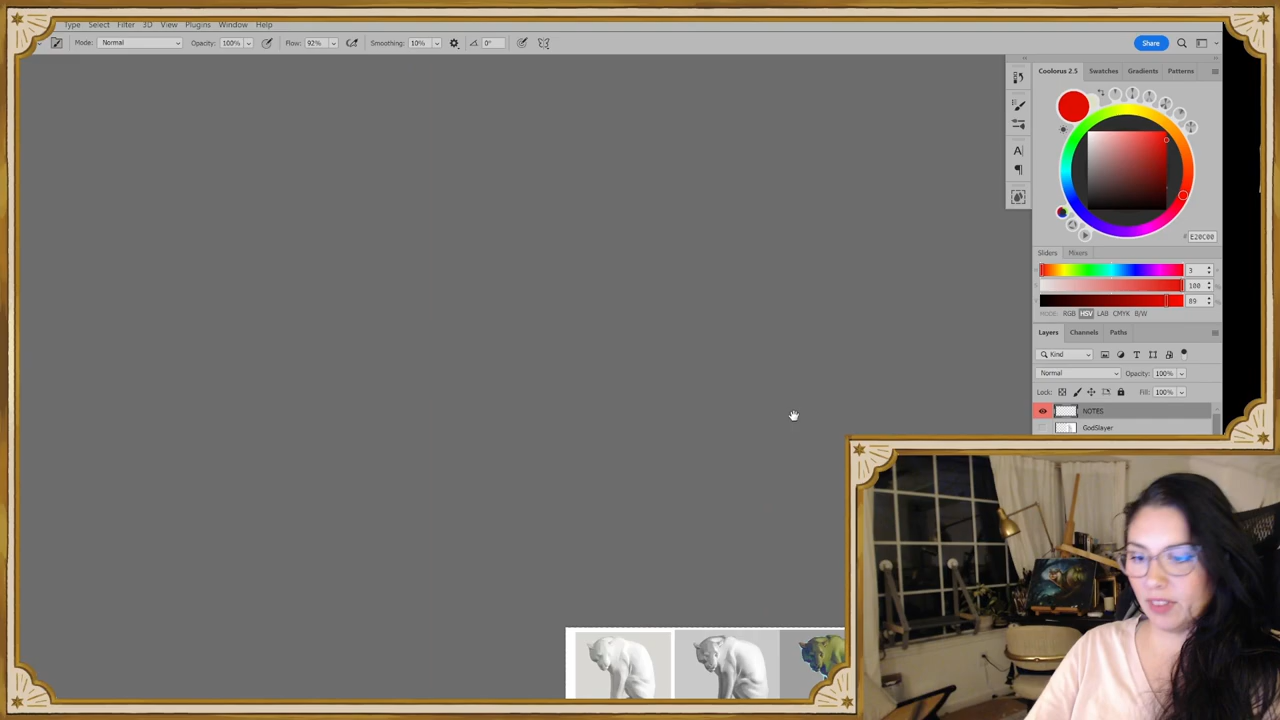 Type Select Filter 3D View Plugins Window Help
Mode: Normal Opacity: 100% Flow: 92% Smoothing: 10% 0° Share
Coolorus 2.5 Swatches Gradients Patterns
# E20C00
Sliders Mixers
3
100
89
MODE: RGB HSV LAB CMYK B/W
Layers Channels Paths
Kind
Normal Opacity: 100%
Lock: Fill: 100%
NOTES
GodSlayer